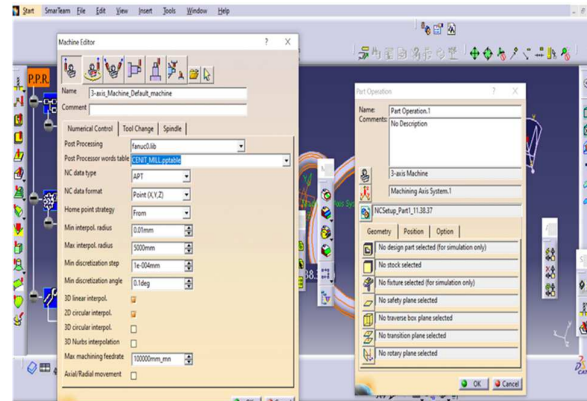 Start SmarTeam File Edit View Insert Tools Window Help
P.P.R.
Machine Editor ? X
Name 3-axis_Machine_Default_machine
Comment
Numerical Control Tool Change Spindle
Post Processing fanuc0.lib
Post Processor words table CENIT_MILL.pptable
NC data type APT
NC data format Point (X,Y,Z)
Home point strategy From
Min interpol. radius 0.01mm
Max interpol. radius 5000mm
Min discretization step 1e-004mm
Min discretization angle 0.1deg
3D linear interpol.
2D circular interpol.
3D circular interpol.
3D Nurbs interpolation
Max machining feedrate 100000mm_mn
Axial/Radial movement
Part Operation ? X
Name: Part Operation.1
Comments: No Description
3-axis Machine
Machining Axis System.1
NCSetup_Part1_11.38.37
Geometry Position Option
No design part selected (for simulation only)
No stock selected
No fixture selected (for simulation only)
No safety plane selected
No traverse box plane selected
No transition plane selected
No rotary plane selected
OK Cancel